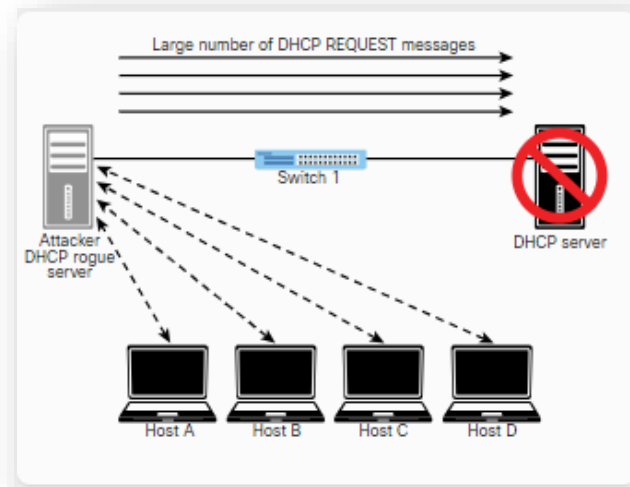 Large number of DHCP REQUEST messages
Switch 1
Attacker
DHCP rogue
server
DHCP server
Host A
Host B
Host C
Host D